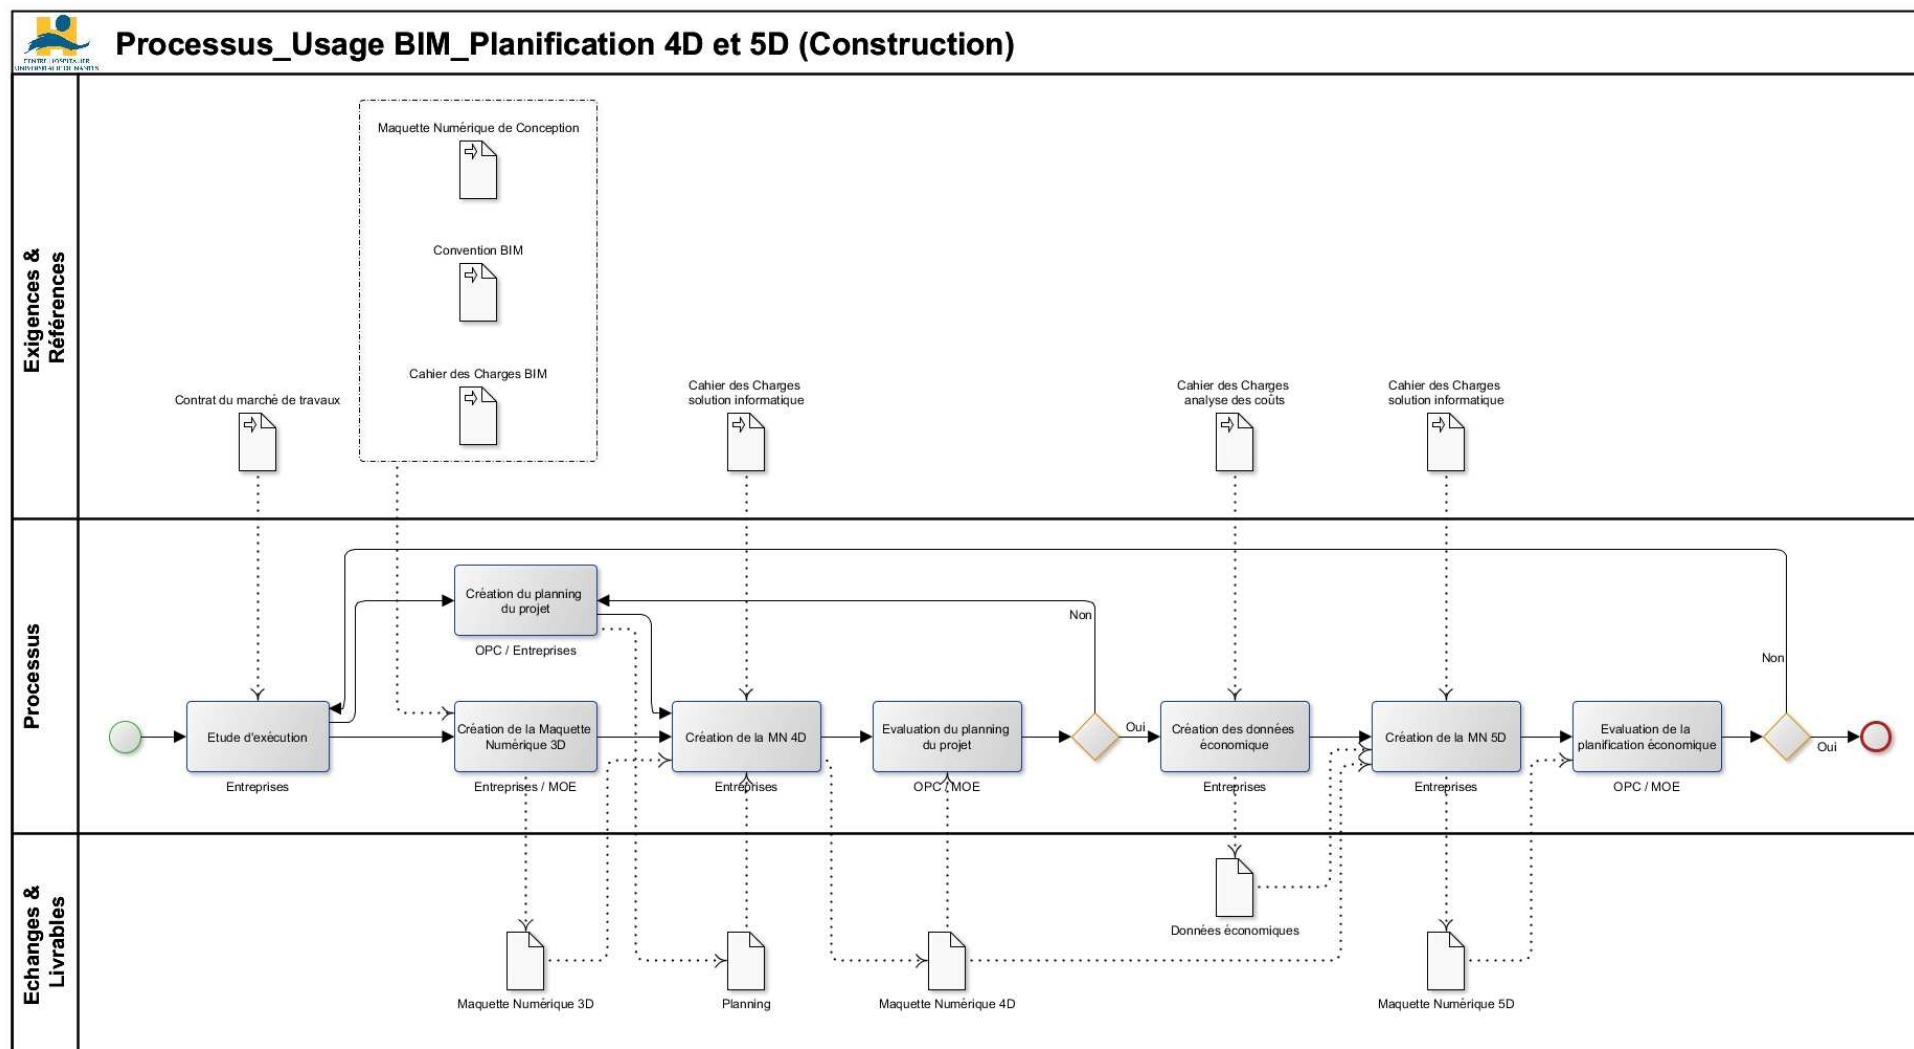 CENTRE HOSPITALIER
UNIVERSITAIRE DE NANTES
Processus_Usage BIM_Planification 4D et 5D (Construction)
Exigences &
Références
Maquette Numérique de Conception
Convention BIM
Cahier des Charges BIM
Contrat du marché de travaux
Cahier des Charges
solution informatique
Cahier des Charges
analyse des coûts
Cahier des Charges
solution informatique
Processus
Création du planning
du projet
OPC / Entreprises
Non
Non
Etude d'exécution
Entreprises
Création de la Maquette
Numérique 3D
Entreprises / MOE
Création de la MN 4D
Entreprises
Evaluation du planning
du projet
OPC / MOE
Oui
Création des données
économique
Entreprises
Création de la MN 5D
Entreprises
Evaluation de la
planification économique
OPC / MOE
Oui
Echanges &
Livrables
Données économiques
Maquette Numérique 3D
Planning
Maquette Numérique 4D
Maquette Numérique 5D